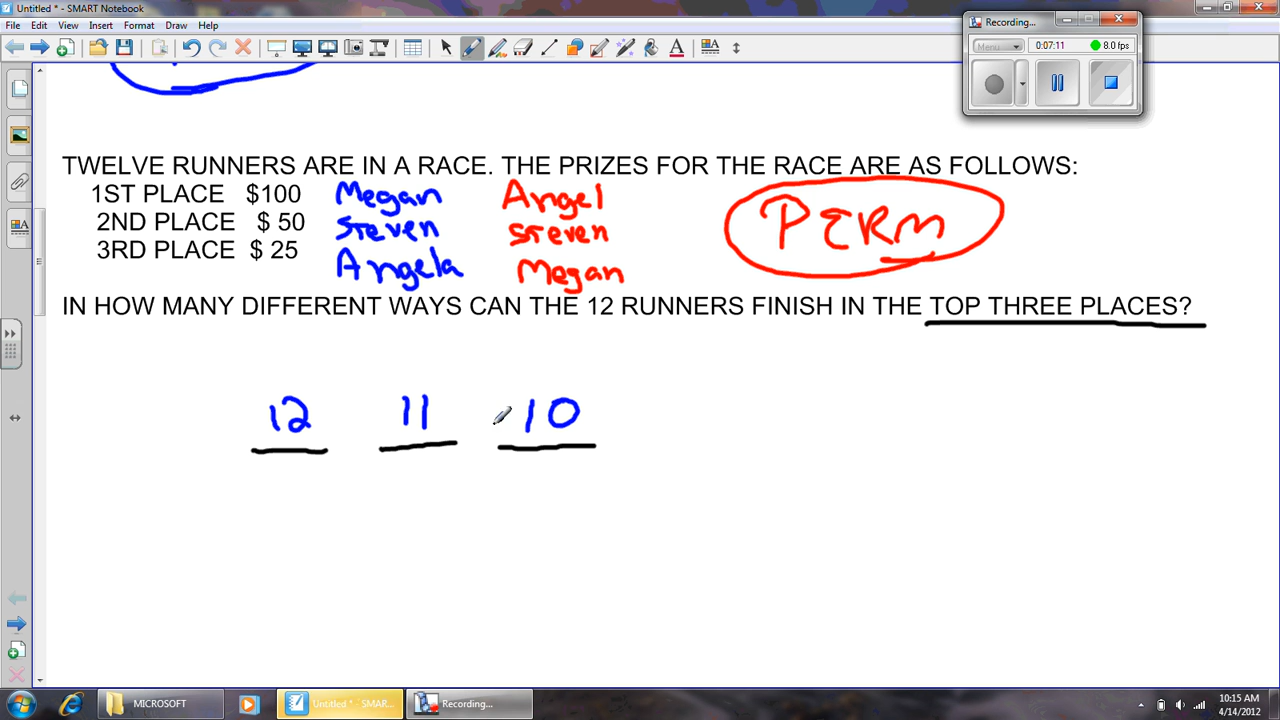 Untitled * - SMART Notebook
File Edit View Insert Format Draw Help
Recording...
Menu 0:07:11 8.0 fps
TWELVE RUNNERS ARE IN A RACE. THE PRIZES FOR THE RACE ARE AS FOLLOWS:
1ST PLACE $100 Megan Angel
2ND PLACE $ 50 Steven Steven
3RD PLACE $ 25 Angela Megan
PERM
IN HOW MANY DIFFERENT WAYS CAN THE 12 RUNNERS FINISH IN THE TOP THREE PLACES?
12 11 10
MICROSOFT Untitled * - SMAR... Recording... 10:15 AM
4/14/2012